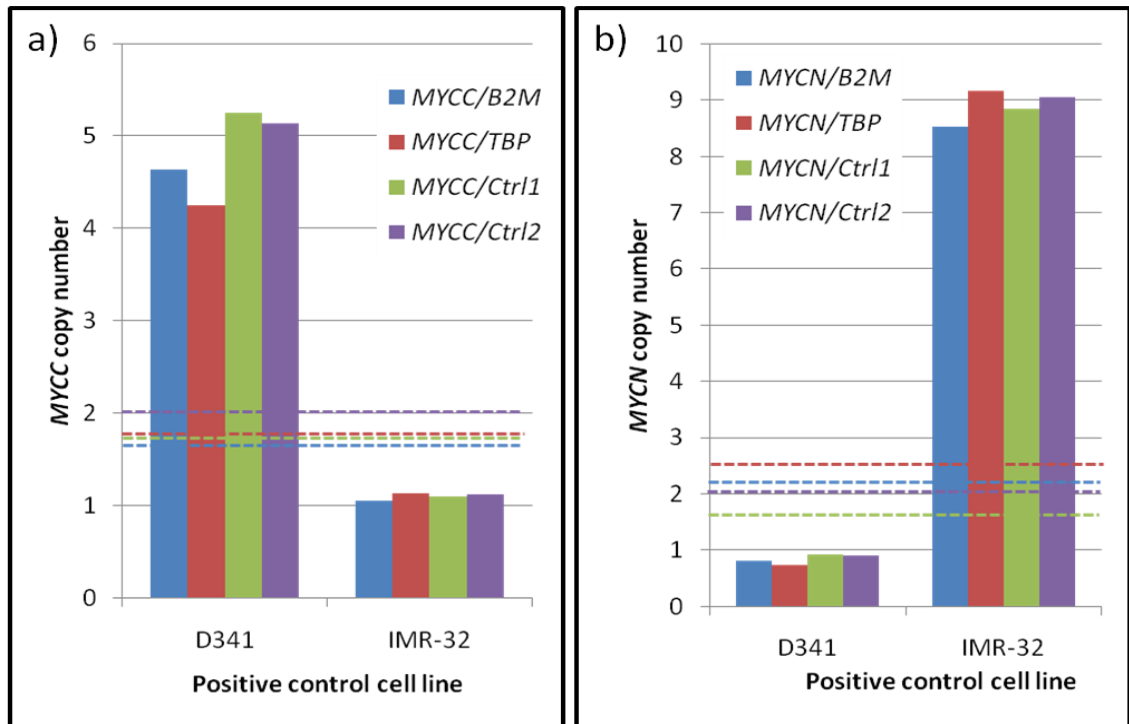 a)
MYCC copy number
6
5
4
3
2
1
0
MYCC/B2M
MYCC/TBP
MYCC/Ctrl1
MYCC/Ctrl2
D341
IMR-32
Positive control cell line
b)
MYCN copy number
10
9
8
7
6
5
4
3
2
1
0
MYCN/B2M
MYCN/TBP
MYCN/Ctrl1
MYCN/Ctrl2
D341
IMR-32
Positive control cell line